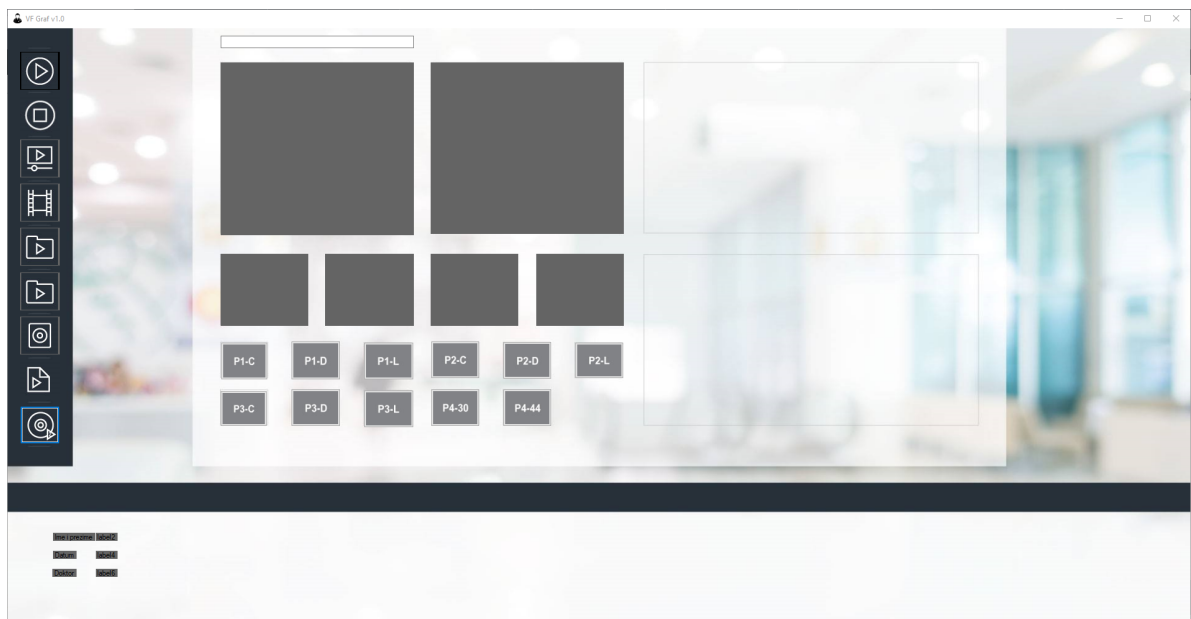 VF Graf v1.0
P1-C P1-D P1-L P2-C P2-D P2-L
P3-C P3-D P3-L P4-30 P4-44
Ime i prezime label2
Datum label4
Doktor label6